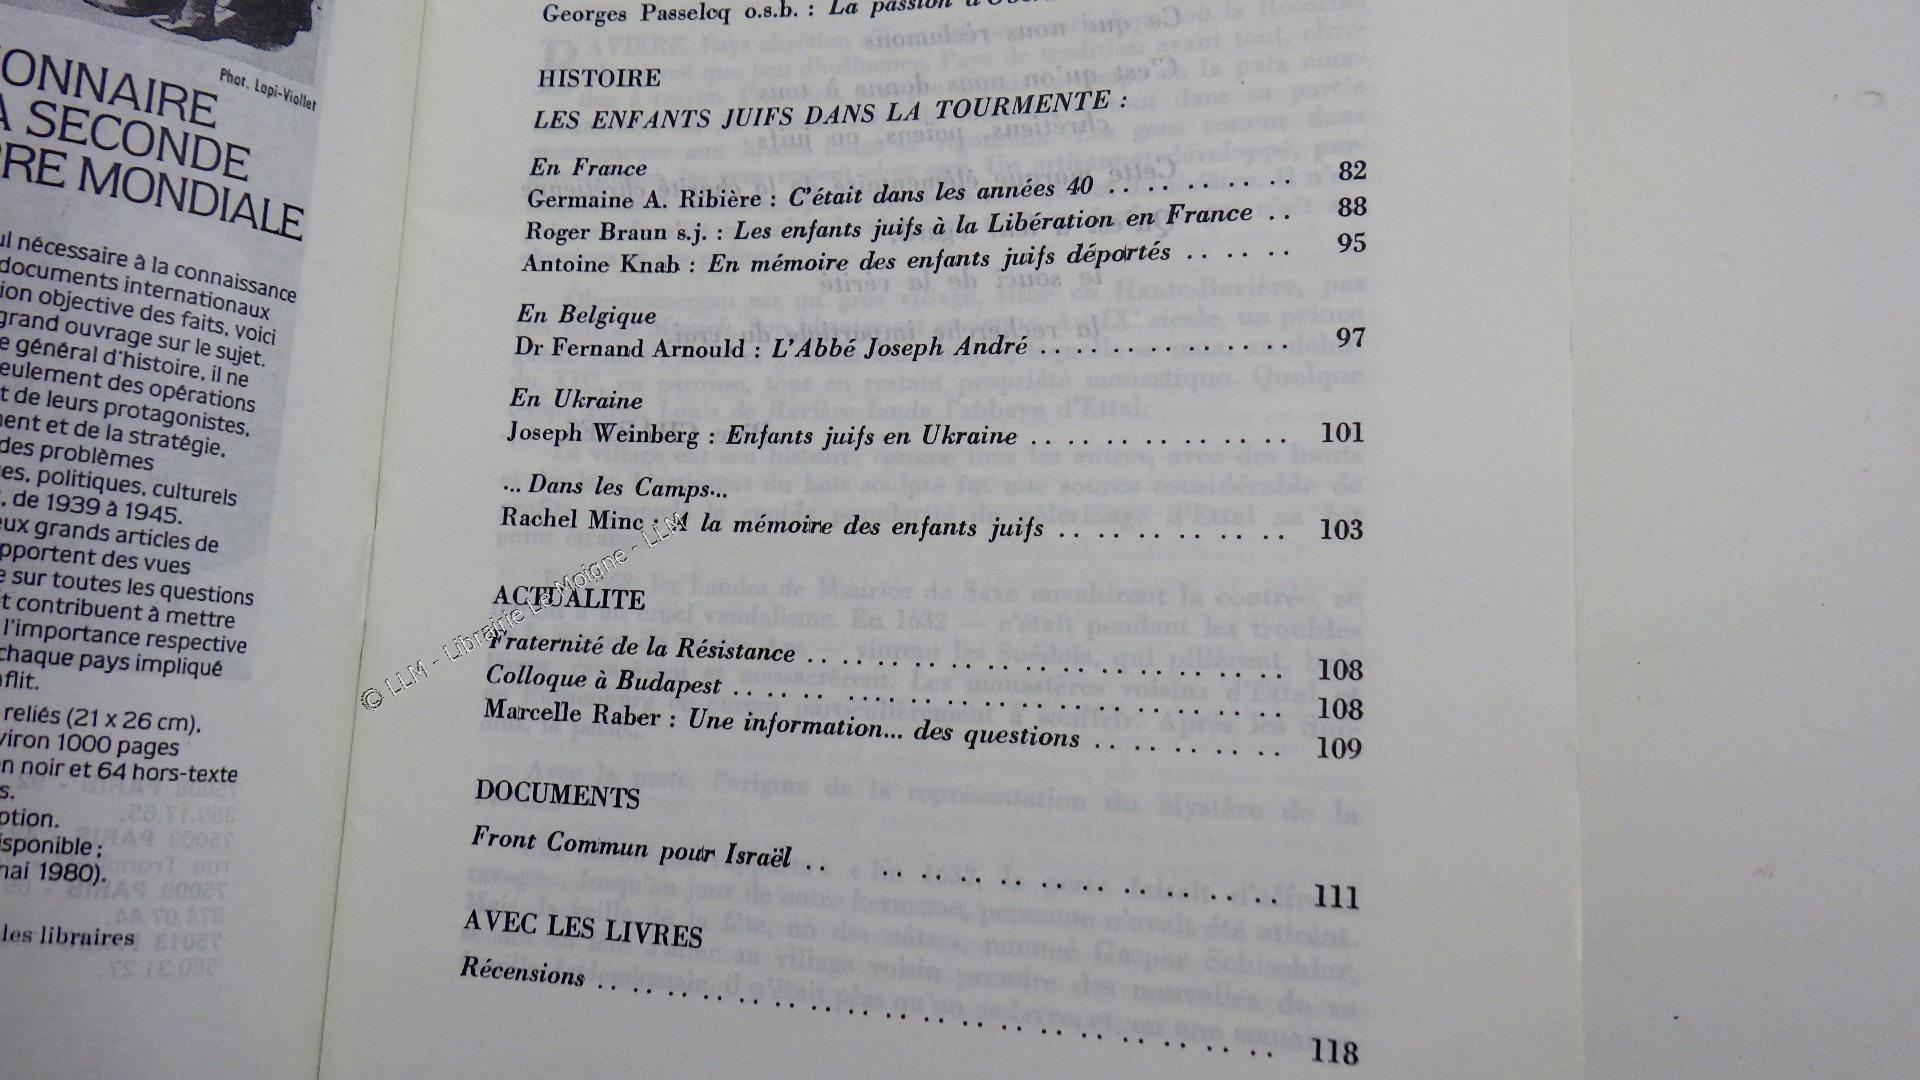 Phot. Lapi-Viollet
ONNAIRE
A SECONDE
RRE MONDIALE
ul nécessaire à la connaissance
documents internationaux
ion objective des faits, voici
grand ouvrage sur le sujet.
e général d'histoire, il ne
eulement des opérations
t de leurs protagonistes,
ent et de la stratégie,
des problèmes
es, politiques, culturels
, de 1939 à 1945.
eux grands articles de
pportent des vues
e sur toutes les questions
t contribuent à mettre
l'importance respective
chaque pays impliqué
flit.
reliés (21 x 26 cm).
viron 1000 pages
n noir et 64 hors-texte
s.
ption.
isponible :
mai 1980).
les libraires
Georges Passelcq o.s.b. : La passion
HISTOIRE
LES ENFANTS JUIFS DANS LA TOURMENTE :
En France
Germaine A. Ribière : C'était dans les années 40 . . . . . . . . . . 82
Roger Braun s.j. : Les enfants juifs à la Libération en France . . 88
Antoine Knab : En mémoire des enfants juifs déportés . . . . . . 95
En Belgique
Dr Fernand Arnould : L'Abbé Joseph André . . . . . . . . . . . . . . 97
En Ukraine
Joseph Weinberg : Enfants juifs en Ukraine . . . . . . . . . . . . . . 101
... Dans les Camps...
Rachel Minc : A la mémoire des enfants juifs . . . . . . . . . . . . 103
ACTUALITE
Fraternité de la Résistance . . . . . . . . . . . . . . . . . . . . . . . . . . 108
Colloque à Budapest . . . . . . . . . . . . . . . . . . . . . . . . . . . . . . 108
Marcelle Raber : Une information... des questions . . . . . . . . . . 109
DOCUMENTS
Front Commun pour Israël . . . . . . . . . . . . . . . . . . . . . . . . 111
AVEC LES LIVRES
Récensions . . . . . . . . . . . . . . . . . . . . . . . . . . . . . . . . . . . . 118
© LLM - Librairie Le Moigne - LLM